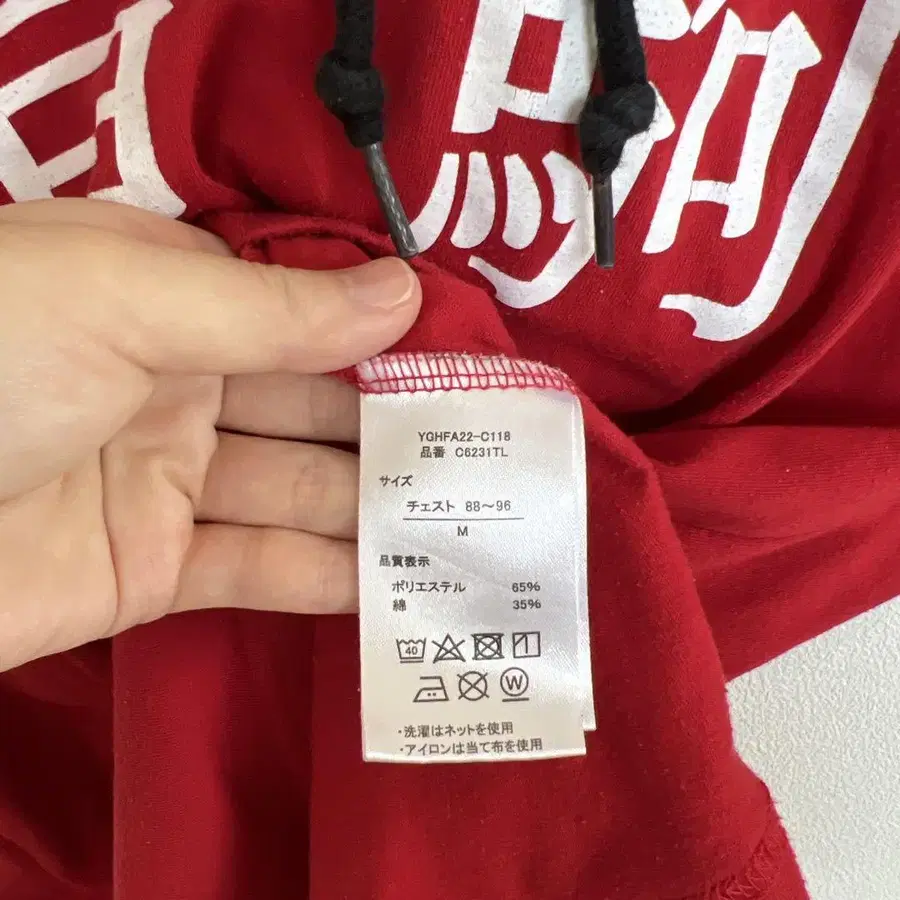 YGHFA22-C118
品番 C6231TL
サイズ
チェスト 88～96
M
品質表示
ポリエステル 65%
綿 35%
40
W
・洗濯はネットを使用
・アイロンは当て布を使用